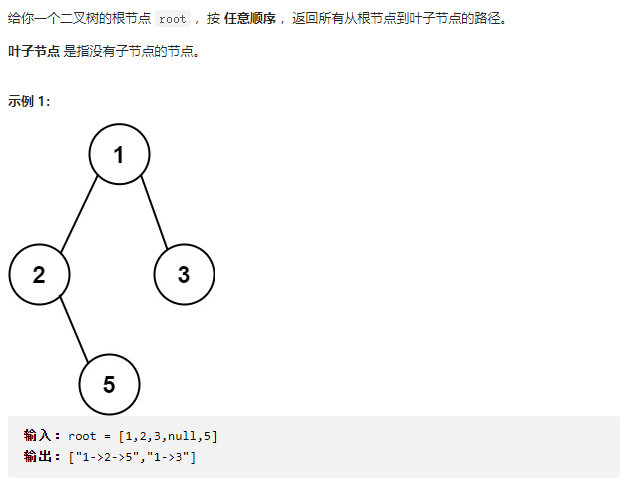 给你一个二叉树的根节点 root ，按 任意顺序 ，返回所有从根节点到叶子节点的路径。
叶子节点 是指没有子节点的节点。
示例 1：
1
2
3
5
输入：root = [1,2,3,null,5]
输出：["1->2->5","1->3"]